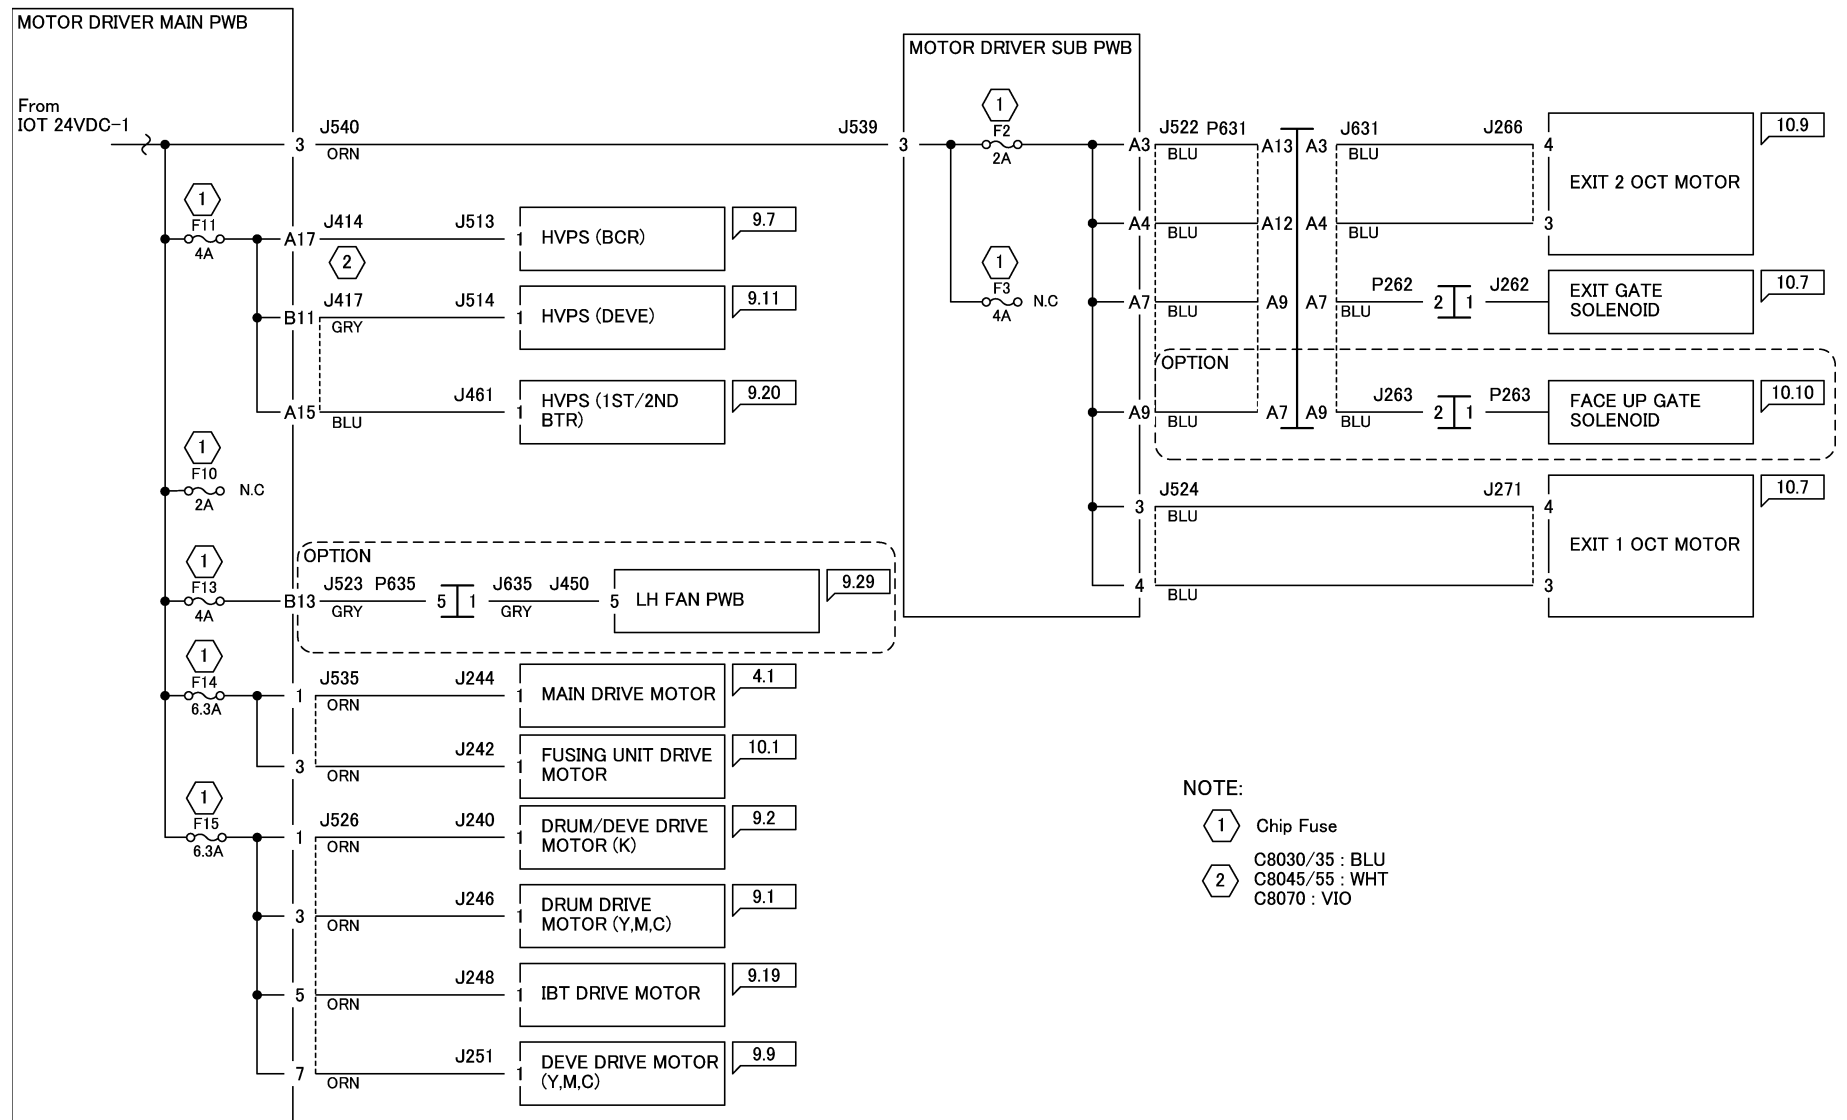 MOTOR DRIVER MAIN PWB
From
IOT 24VDC-1
3
J540
ORN
J539
3
1
F11
4A
A17
J414
2
J513
1
HVPS (BCR)
9.7
B11
J417
GRY
J514
1
HVPS (DEVE)
9.11
A15
BLU
J461
1
HVPS (1ST/2ND
BTR)
9.20
1
F10
2A
N.C
OPTION
1
F13
4A
B13
J523
GRY
P635
5
1
J635
GRY
J450
5
LH FAN PWB
9.29
1
F14
6.3A
1
J535
ORN
J244
1
MAIN DRIVE MOTOR
4.1
3
ORN
J242
1
FUSING UNIT DRIVE
MOTOR
10.1
1
F15
6.3A
1
J526
ORN
J240
1
DRUM/DEVE DRIVE
MOTOR (K)
9.2
3
ORN
J246
1
DRUM DRIVE
MOTOR (Y,M,C)
9.1
5
ORN
J248
1
IBT DRIVE MOTOR
9.19
7
ORN
J251
1
DEVE DRIVE MOTOR
(Y,M,C)
9.9
MOTOR DRIVER SUB PWB
1
F2
2A
1
F3
4A
N.C
A3
J522
BLU
P631
A13
A3
J631
BLU
J266
4
EXIT 2 OCT MOTOR
10.9
A4
BLU
A12
A4
BLU
3
A7
BLU
A9
A7
BLU
P262
2
1
J262
EXIT GATE
SOLENOID
10.7
OPTION
A9
BLU
A7
A9
BLU
J263
2
1
P263
FACE UP GATE
SOLENOID
10.10
3
J524
BLU
J271
4
EXIT 1 OCT MOTOR
10.7
4
BLU
3
NOTE:
1
Chip Fuse
2
C8030/35 : BLU
C8045/55 : WHT
C8070 : VIO